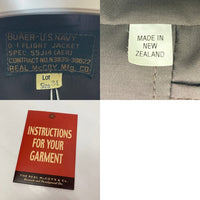 BUAER-U.S. NAVY
G-1 FLIGHT JACKET
SPEC 55J14 (AER)
CONTRACT NO. N383S-39822
REAL McCOY Mfg. CO.
Lot
MADE IN
NEW
ZEALAND
INSTRUCTIONS
FOR YOUR
GARMENT
THE REAL McCOY'S & CO.